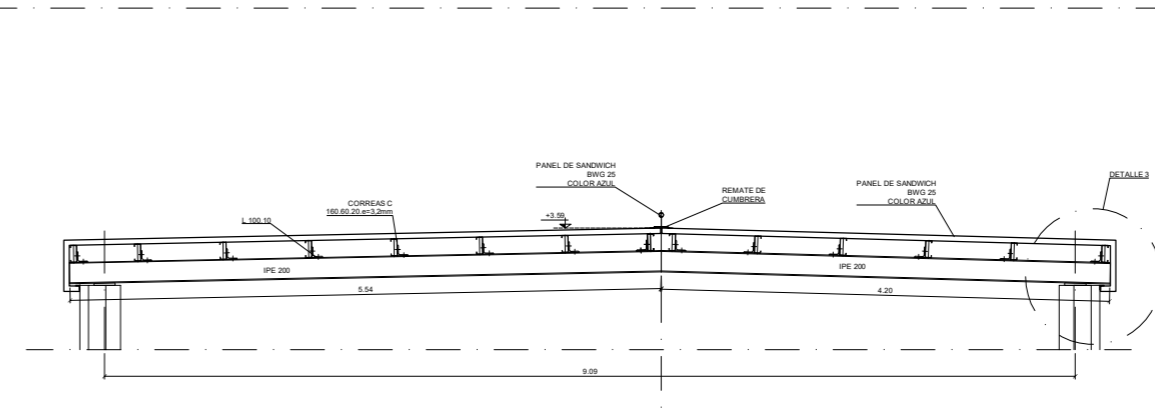 PANEL DE SANDWICH
BWG 25
COLOR AZUL
REMATE DE
CUMBRERA
PANEL DE SANDWICH
BWG 25
COLOR AZUL
DETALLE 3
CORREAS C
160.60.20.e=3,2mm
L 100.10
+3.59
IPE 200
IPE 200
5.54
4.20
9.09